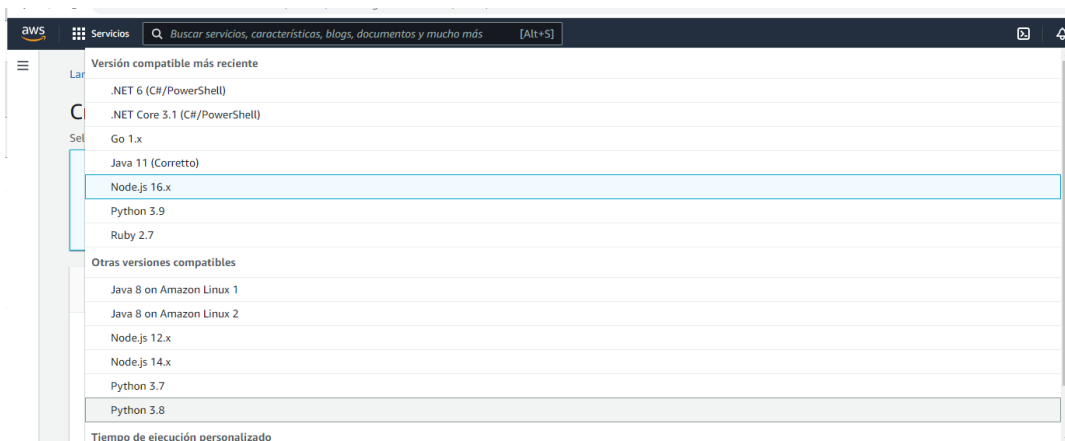 aws Servicios Buscar servicios, características, blogs, documentos y mucho más [Alt+S]
Versión compatible más reciente
.NET 6 (C#/PowerShell)
.NET Core 3.1 (C#/PowerShell)
Go 1.x
Java 11 (Corretto)
Node.js 16.x
Python 3.9
Ruby 2.7
Otras versiones compatibles
Java 8 on Amazon Linux 1
Java 8 on Amazon Linux 2
Node.js 12.x
Node.js 14.x
Python 3.7
Python 3.8
Tiempo de ejecución personalizado